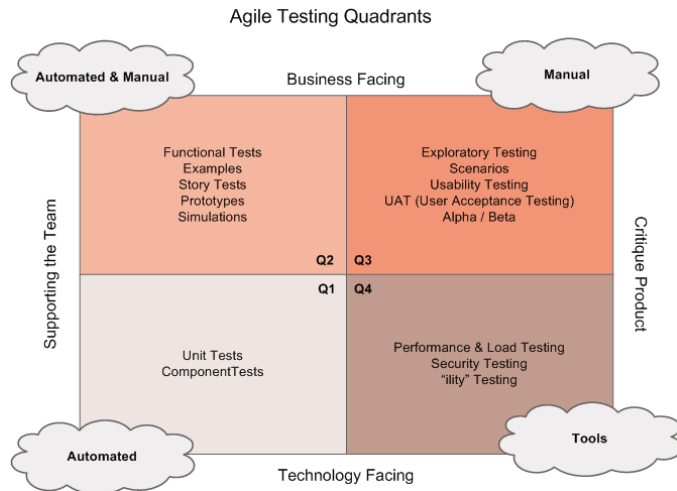 Agile Testing Quadrants
Automated & Manual
Business Facing
Manual
Supporting the Team
Functional Tests
Examples
Story Tests
Prototypes
Simulations
Q2
Exploratory Testing
Scenarios
Usability Testing
UAT (User Acceptance Testing)
Alpha / Beta
Q3
Critique Product
Q1
Unit Tests
ComponentTests
Q4
Performance & Load Testing
Security Testing
“ility” Testing
Automated
Technology Facing
Tools